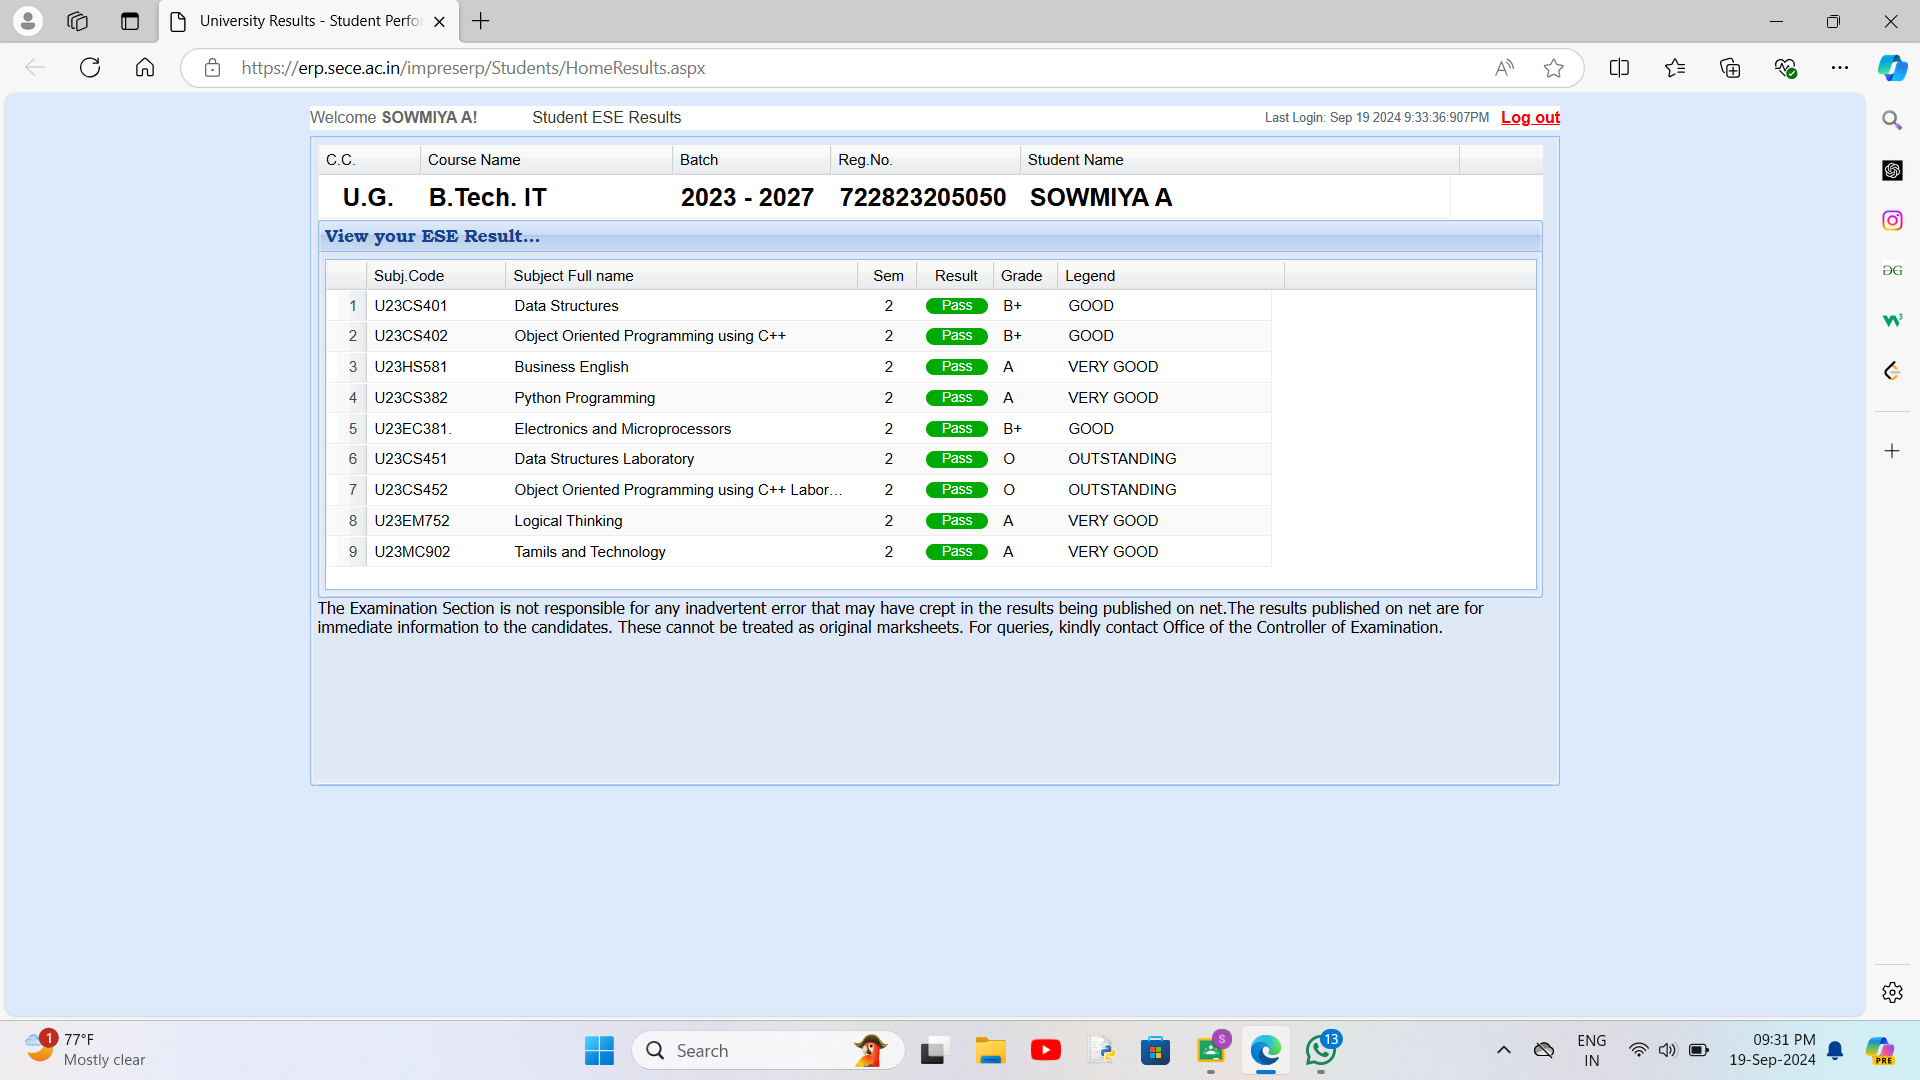 University Results - Student Perfo
https://erp.sece.ac.in/impreserp/Students/HomeResults.aspx
Welcome SOWMIYA A! Student ESE Results Last Login: Sep 19 2024 9:33:36:907PM Log out
C.C. Course Name Batch Reg.No. Student Name
U.G. B.Tech. IT 2023 - 2027 722823205050 SOWMIYA A
View your ESE Result...
Subj.Code Subject Full name Sem Result Grade Legend
1 U23CS401 Data Structures 2 Pass B+ GOOD
2 U23CS402 Object Oriented Programming using C++ 2 Pass B+ GOOD
3 U23HS581 Business English 2 Pass A VERY GOOD
4 U23CS382 Python Programming 2 Pass A VERY GOOD
5 U23EC381. Electronics and Microprocessors 2 Pass B+ GOOD
6 U23CS451 Data Structures Laboratory 2 Pass O OUTSTANDING
7 U23CS452 Object Oriented Programming using C++ Labor... 2 Pass O OUTSTANDING
8 U23EM752 Logical Thinking 2 Pass A VERY GOOD
9 U23MC902 Tamils and Technology 2 Pass A VERY GOOD
The Examination Section is not responsible for any inadvertent error that may have crept in the results being published on net.The results published on net are for
immediate information to the candidates. These cannot be treated as original marksheets. For queries, kindly contact Office of the Controller of Examination.
1 77°F
Mostly clear
Search
S
13
ENG
IN
09:31 PM
19-Sep-2024
PRE